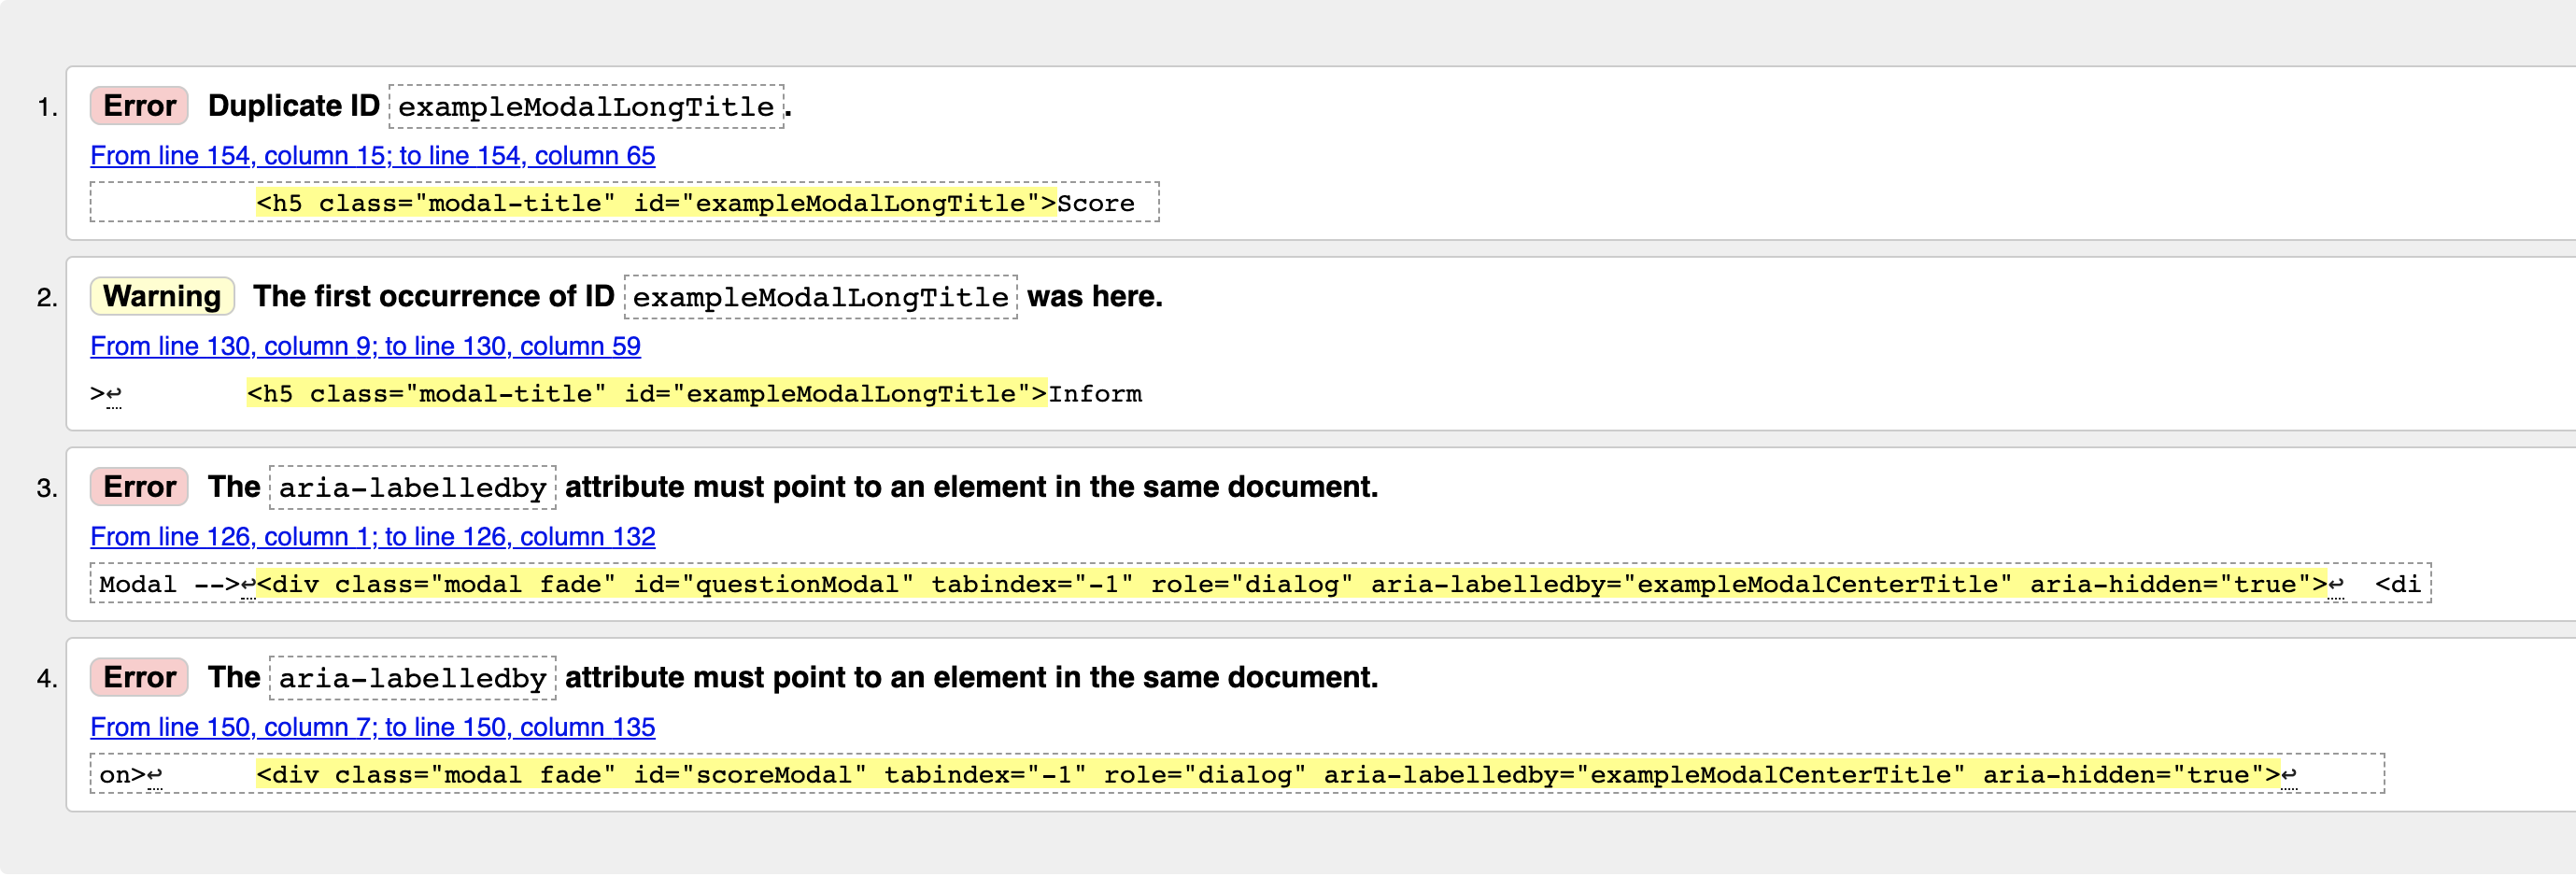 1. Error Duplicate ID exampleModalLongTitle.
From line 154, column 15; to line 154, column 65
<h5 class="modal-title" id="exampleModalLongTitle">Score
2. Warning The first occurrence of ID exampleModalLongTitle was here.
From line 130, column 9; to line 130, column 59
>↩ <h5 class="modal-title" id="exampleModalLongTitle">Inform
3. Error The aria-labelledby attribute must point to an element in the same document.
From line 126, column 1; to line 126, column 132
Modal -->↩<div class="modal fade" id="questionModal" tabindex="-1" role="dialog" aria-labelledby="exampleModalCenterTitle" aria-hidden="true">↩ <di
4. Error The aria-labelledby attribute must point to an element in the same document.
From line 150, column 7; to line 150, column 135
on>↩ <div class="modal fade" id="scoreModal" tabindex="-1" role="dialog" aria-labelledby="exampleModalCenterTitle" aria-hidden="true">↩